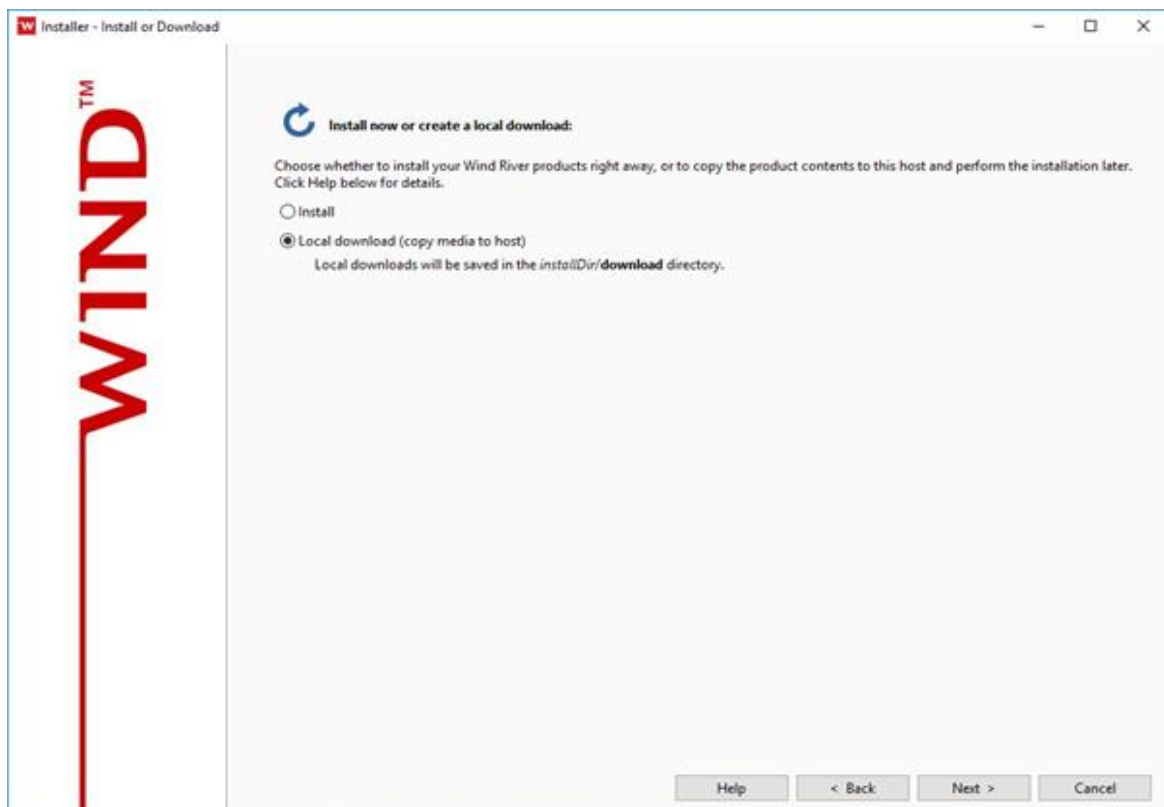 Installer - Install or Download
WIND™
Install now or create a local download:
Choose whether to install your Wind River products right away, or to copy the product contents to this host and perform the installation later.
Click Help below for details.
Install
Local download (copy media to host)
Local downloads will be saved in the installDir/download directory.
Help
< Back
Next >
Cancel